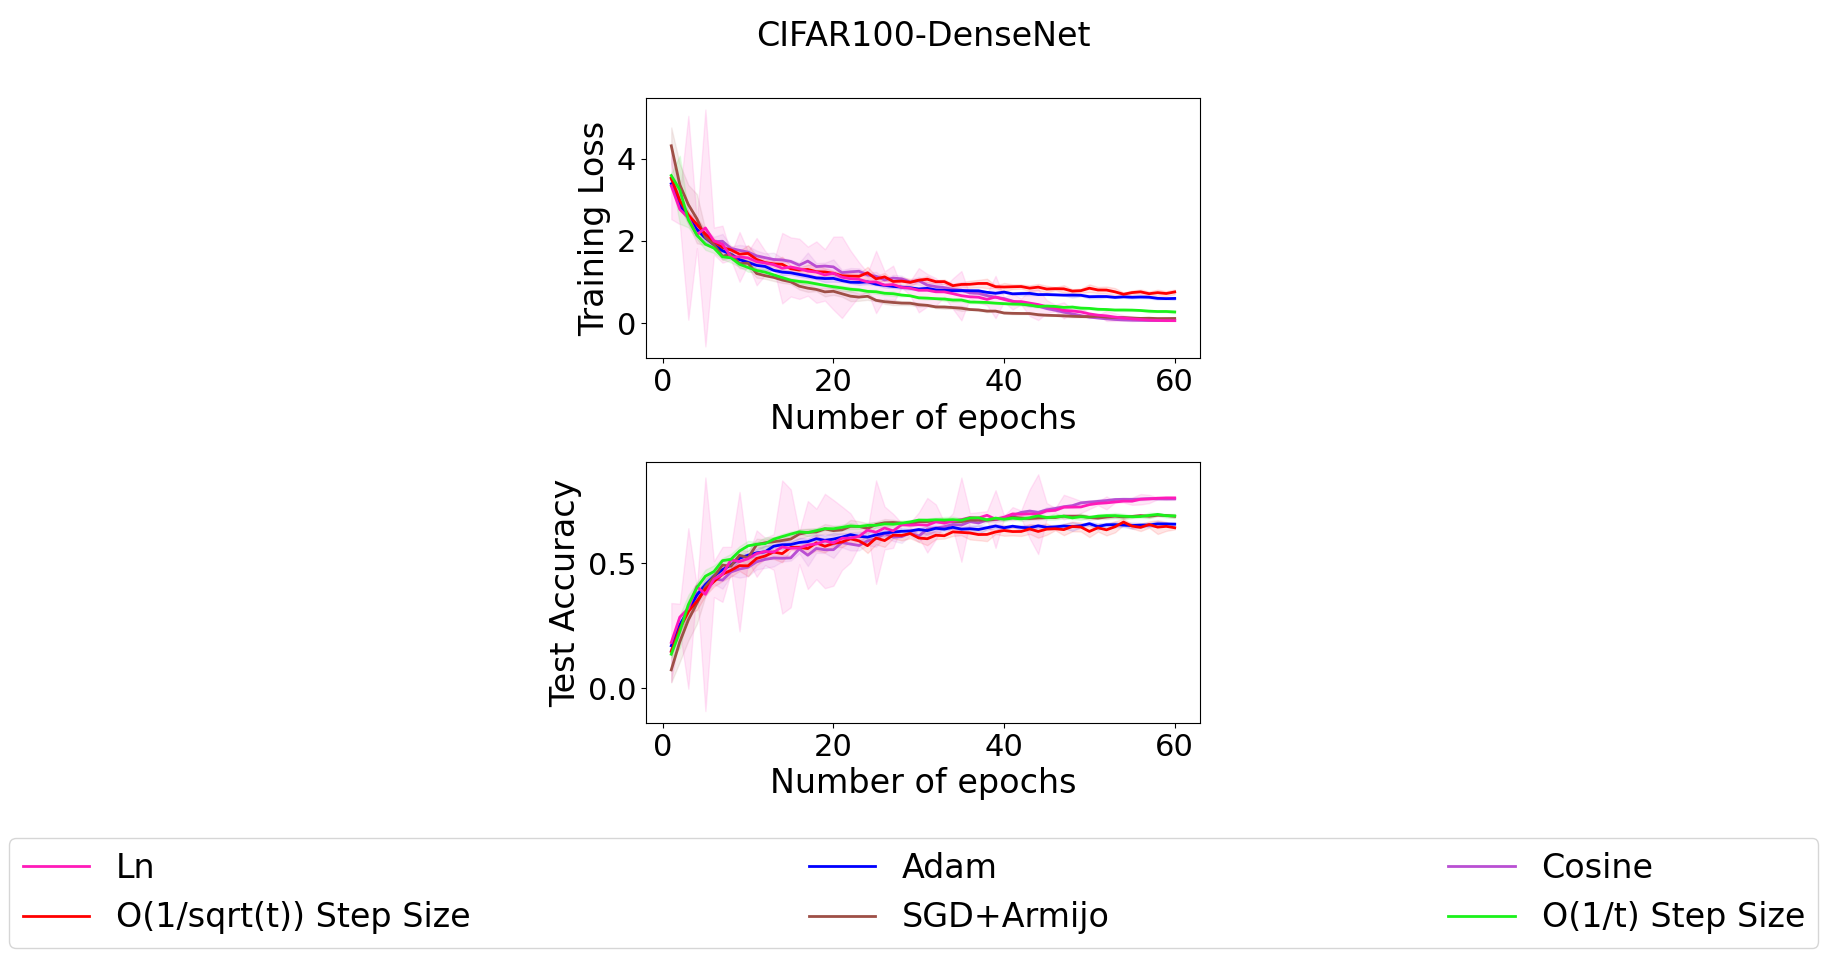 CIFAR100-DenseNet
Training Loss
4
2
0
0 20 40 60
Number of epochs
Test Accuracy
0.5
0.0
0 20 40 60
Number of epochs
Ln Adam Cosine
O(1/sqrt(t)) Step Size SGD+Armijo O(1/t) Step Size